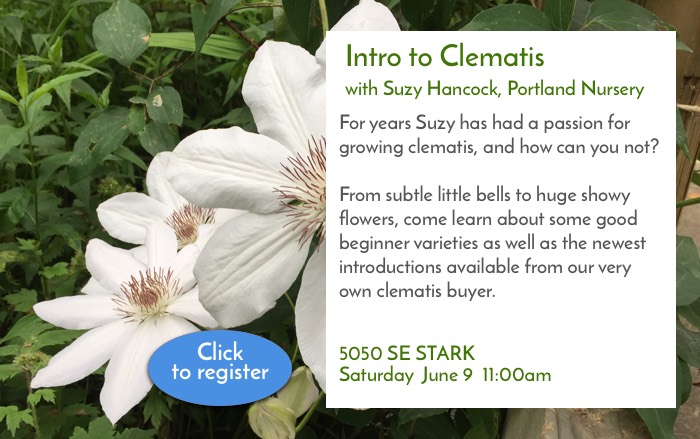 Intro to Clematis
with Suzy Hancock, Portland Nursery
For years Suzy has had a passion for
growing clematis, and how can you not?
From subtle little bells to huge showy
flowers, come learn about some good
beginner varieties as well as the newest
introductions available from our very
own clematis buyer.
5050 SE STARK
Saturday June 9 11:00am
Click
to register